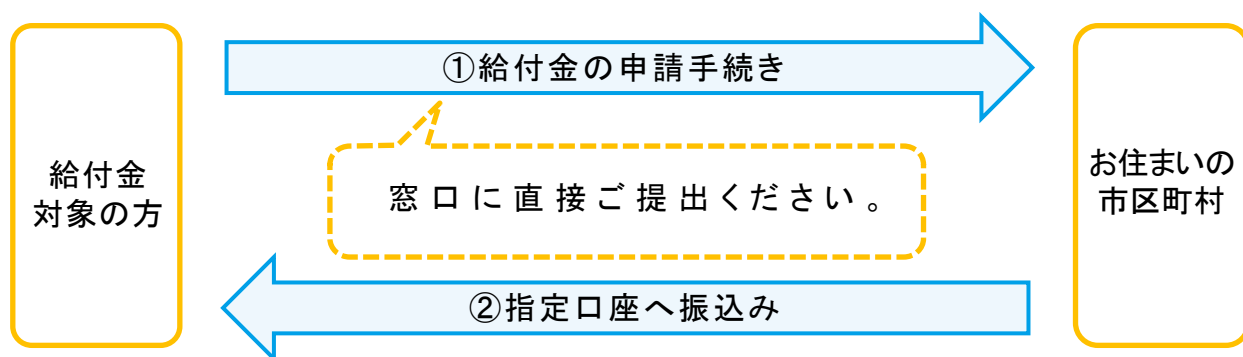 ①給付金の申請手続き
給付金
対象の方
窓口に直接ご提出ください。
お住まいの
市区町村
②指定口座へ振込み